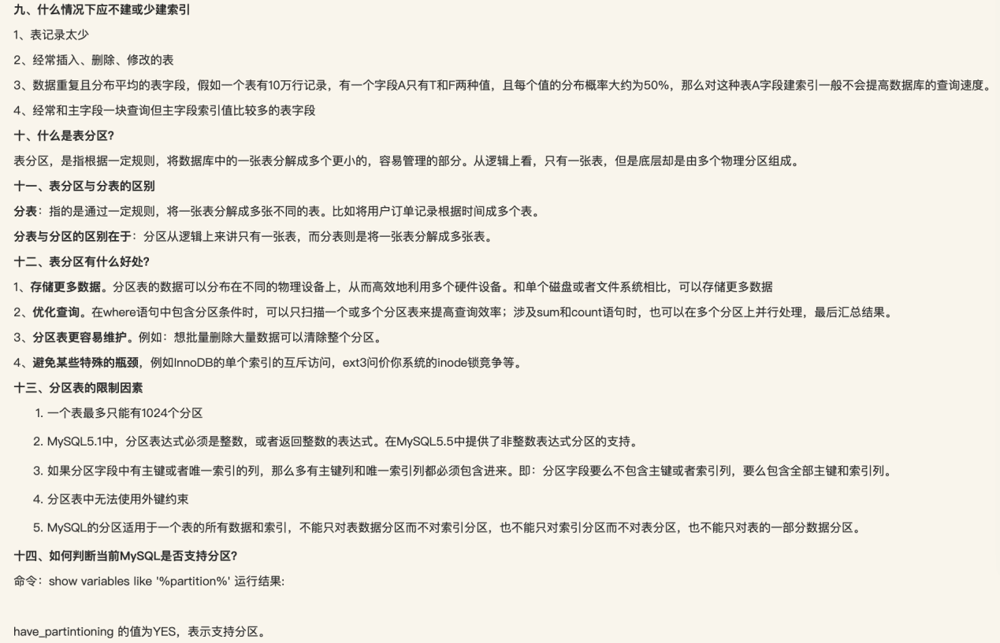 九、什么情况下应不建或少建索引
1、表记录太少
2、经常插入、删除、修改的表
3、数据重复且分布平均的表字段，假如一个表有10万行记录，有一个字段A只有T和F两种值，且每个值的分布概率大约为50%，那么对这种表A字段建索引一般不会提高数据库的查询速度。
4、经常和主字段一块查询但主字段索引值比较多的表字段
十、什么是表分区？
表分区，是指根据一定规则，将数据库中的一张表分解成多个更小的，容易管理的部分。从逻辑上看，只有一张表，但是底层却是由多个物理分区组成。
十一、表分区与分表的区别
分表：指的是通过一定规则，将一张表分解成多张不同的表。比如将用户订单记录根据时间成多个表。
分表与分区的区别在于：分区从逻辑上来讲只有一张表，而分表则是将一张表分解成多张表。
十二、表分区有什么好处？
1、存储更多数据。分区表的数据可以分布在不同的物理设备上，从而高效地利用多个硬件设备。和单个磁盘或者文件系统相比，可以存储更多数据
2、优化查询。在where语句中包含分区条件时，可以只扫描一个或多个分区表来提高查询效率；涉及sum和count语句时，也可以在多个分区上并行处理，最后汇总结果。
3、分区表更容易维护。例如：想批量删除大量数据可以清除整个分区。
4、避免某些特殊的瓶颈，例如InnoDB的单个索引的互斥访问，ext3问价你系统的inode锁竞争等。
十三、分区表的限制因素
1. 一个表最多只能有1024个分区
2. MySQL5.1中，分区表达式必须是整数，或者返回整数的表达式。在MySQL5.5中提供了非整数表达式分区的支持。
3. 如果分区字段中有主键或者唯一索引的列，那么多有主键列和唯一索引列都必须包含进来。即：分区字段要么不包含主键或者索引列，要么包含全部主键和索引列。
4. 分区表中无法使用外键约束
5. MySQL的分区适用于一个表的所有数据和索引，不能只对表数据分区而不对索引分区，也不能只对索引分区而不对表分区，也不能只对表的一部分数据分区。
十四、如何判断当前MySQL是否支持分区？
命令：show variables like '%partition%' 运行结果:
have_partintioning 的值为YES，表示支持分区。